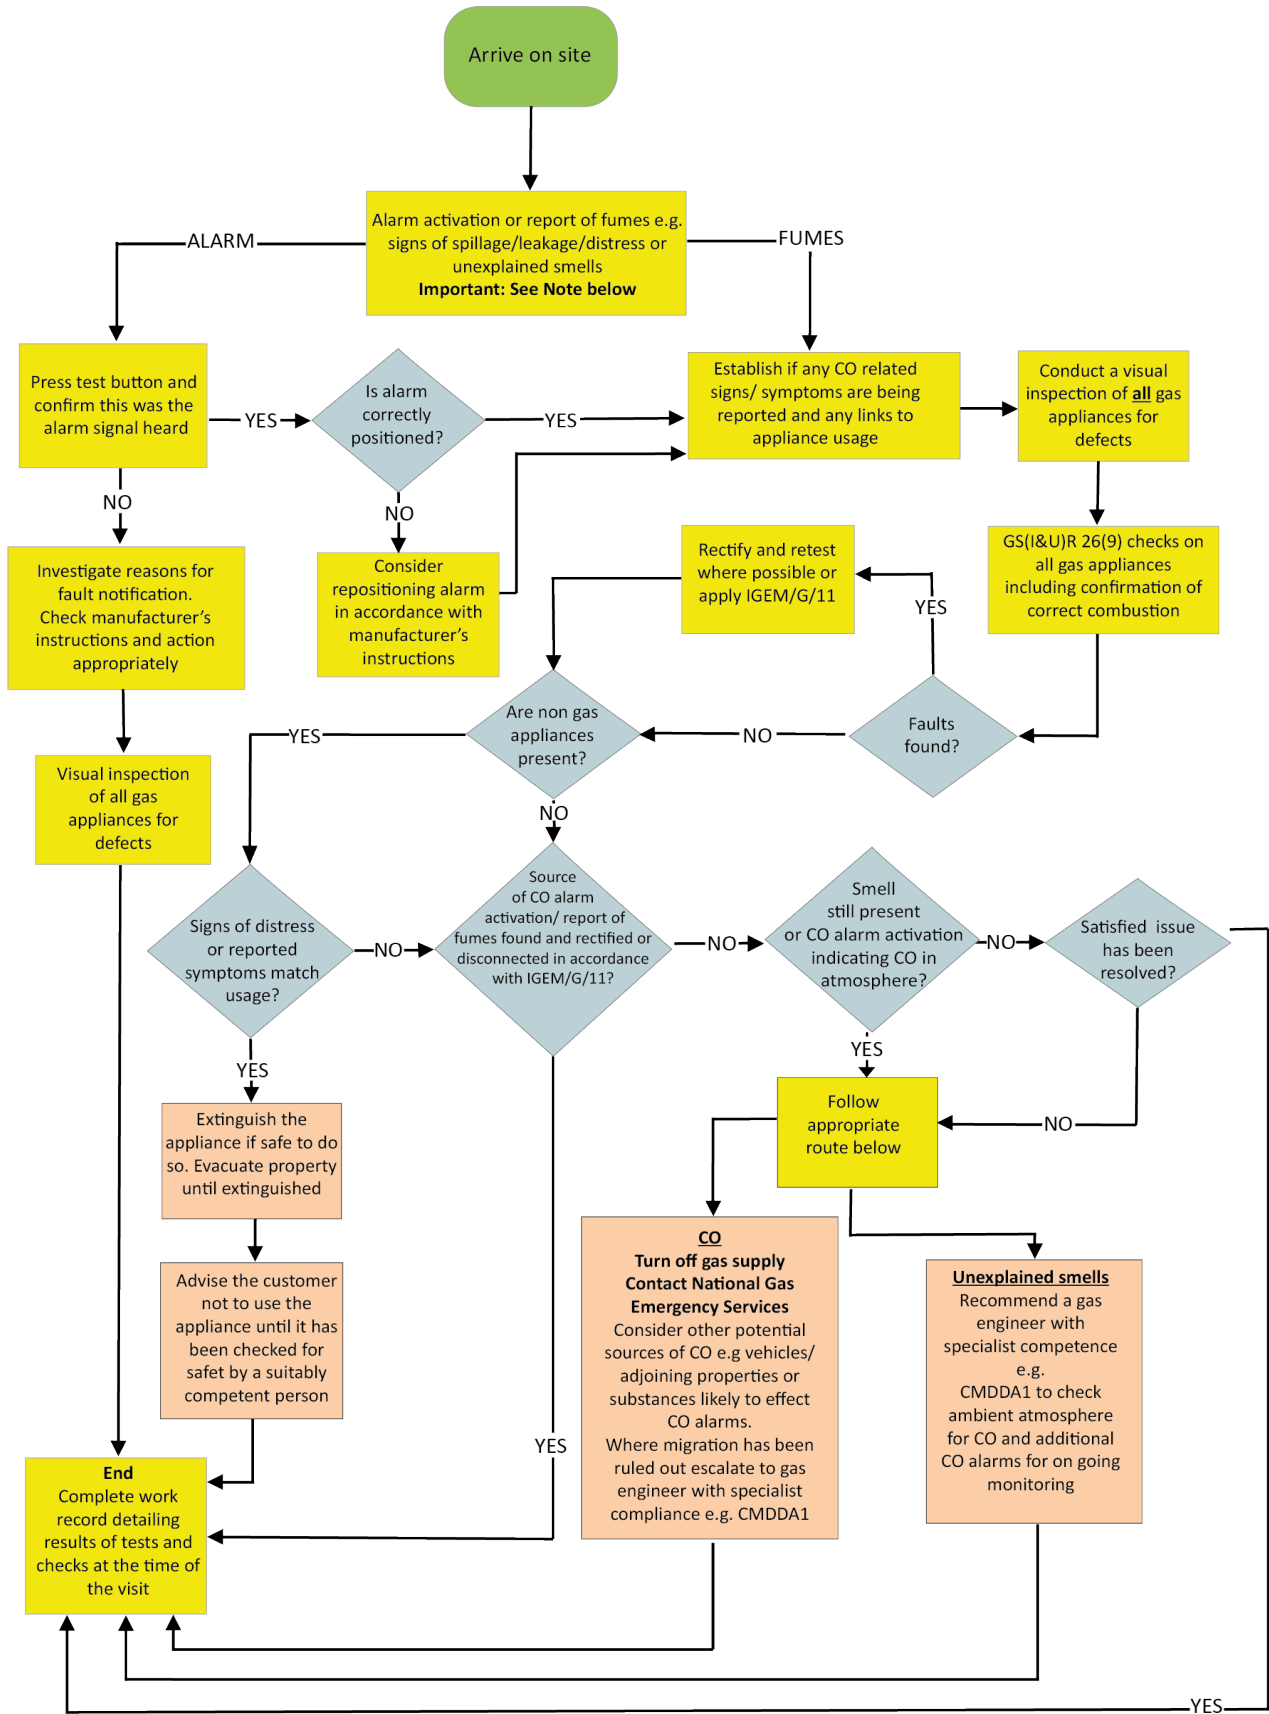 Arrive on site
Alarm activation or report of fumes e.g.
signs of spillage/leakage/distress or
unexplained smells
Important: See Note below
ALARM
FUMES
Press test button and
confirm this was the
alarm signal heard
YES
Is alarm
correctly
positioned?
YES
Establish if any CO related
signs/ symptoms are being
reported and any links to
appliance usage
Conduct a visual
inspection of all gas
appliances for
defects
NO
NO
Investigate reasons for
fault notification.
Check manufacturer’s
instructions and action
appropriately
Consider
repositioning alarm
in accordance with
manufacturer’s
instructions
Rectify and retest
where possible or
apply IGEM/G/11
YES
GS(I&U)R 26(9) checks on
all gas appliances
including confirmation of
correct combustion
Visual inspection
of all gas
appliances for
defects
YES
Are non gas
appliances
present?
NO
Faults
found?
NO
Signs of distress
or reported
symptoms match
usage?
NO
Source
of CO alarm
activation/ report of
fumes found and rectified or
disconnected in accordance
with IGEM/G/11?
NO
Smell
still present
or CO alarm activation
indicating CO in
atmosphere?
NO
Satisfied issue
has been
resolved?
YES
YES
Extinguish the
appliance if safe to do
so. Evacuate property
until extinguished
Follow
appropriate
route below
NO
Advise the customer
not to use the
appliance until it has
been checked for
safet by a suitably
competent person
CO
Turn off gas supply
Contact National Gas
Emergency Services
Consider other potential
sources of CO e.g vehicles/
adjoining properties or
substances likely to effect
CO alarms.
Where migration has been
ruled out escalate to gas
engineer with specialist
compliance e.g. CMDDA1
Unexplained smells
Recommend a gas
engineer with
specialist competence
e.g.
CMDDA1 to check
ambient atmosphere
for CO and additional
CO alarms for on going
monitoring
YES
End
Complete work
record detailing
results of tests and
checks at the time of
the visit
YES